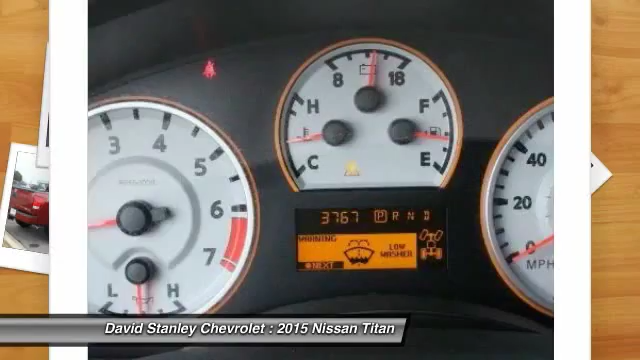 8 18
H F
C E
3 4 5 6 7
L H
40
20
0
MPH
3767 P R N D
WARNING
LOW
WASHER
NEXT
David Stanley Chevrolet : 2015 Nissan Titan